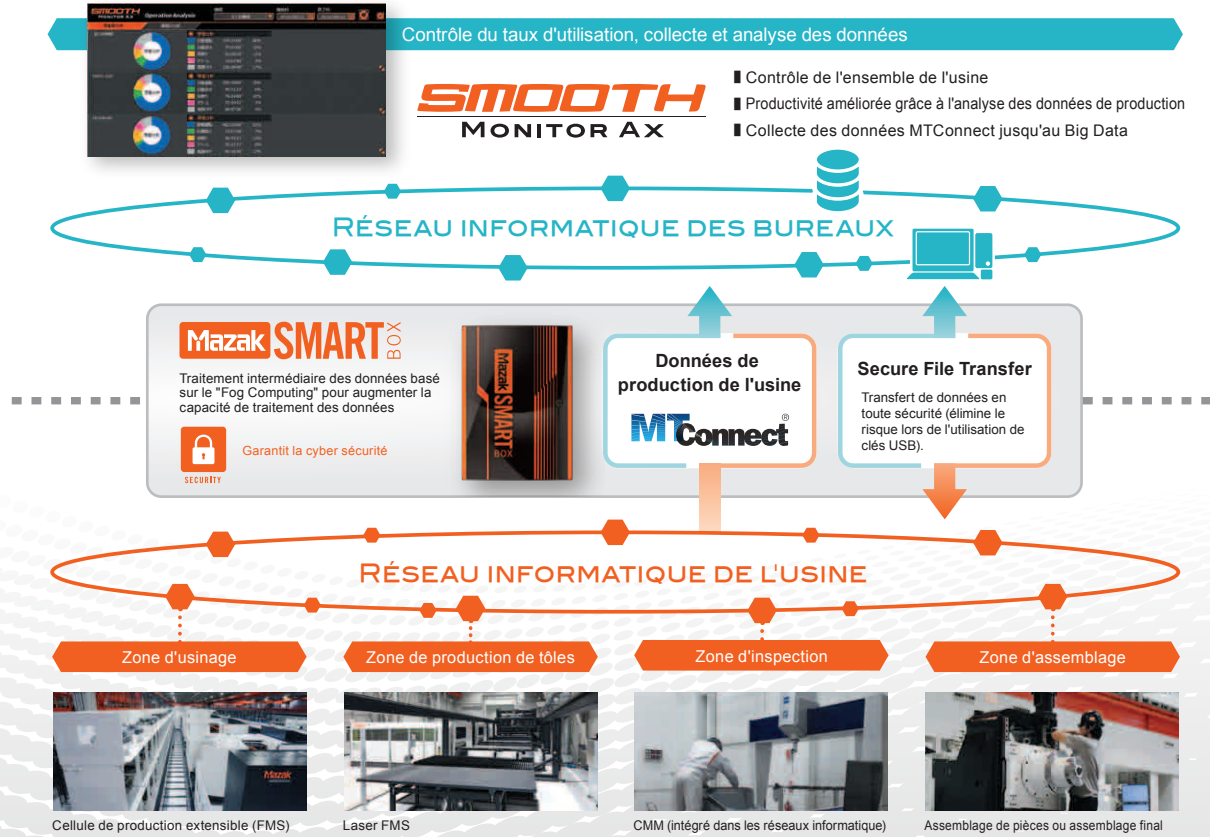 SMOOTH
MONITOR AX
Operation Analysis
Contrôle du taux d'utilisation, collecte et analyse des données
SMOOTH
MONITOR AX
Contrôle de l'ensemble de l'usine
Productivité améliorée grâce à l'analyse des données de production
Collecte des données MTConnect jusqu'au Big Data
RÉSEAU INFORMATIQUE DES BUREAUX
Mazak SMART BOX
Traitement intermédiaire des données basé
sur le "Fog Computing" pour augmenter la
capacité de traitement des données
SECURITY
Garantit la cyber sécurité
Mazak SMART
BOX
Données de
production de l'usine
MTConnect®
Secure File Transfer
Transfert de données en
toute sécurité (élimine le
risque lors de l'utilisation de
clés USB).
RÉSEAU INFORMATIQUE DE L'USINE
Zone d'usinage
Zone de production de tôles
Zone d'inspection
Zone d'assemblage
Mazak
Cellule de production extensible (FMS)
Laser FMS
CMM (intégré dans les réseaux informatique)
Assemblage de pièces ou assemblage final